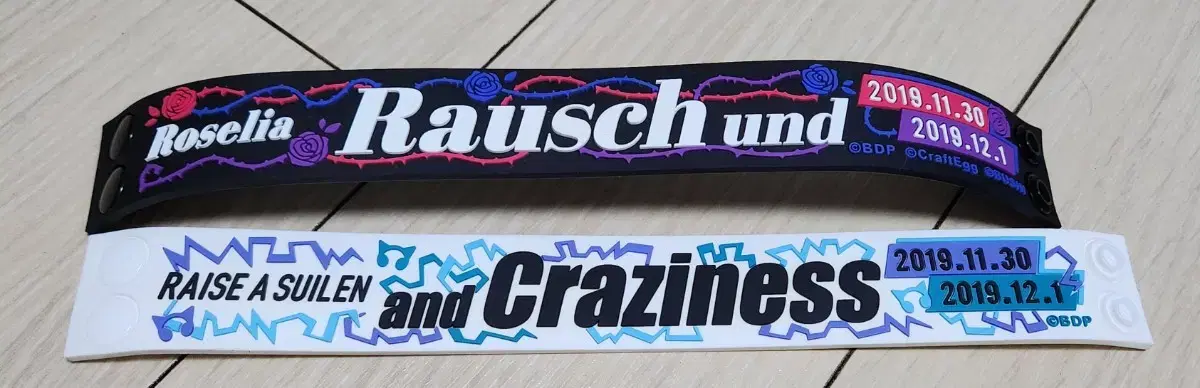 Roselia Rausch und
2019.11.30
2019.12.1
©BDP ©CraftEgg
RAISE A SUILEN and Craziness
2019.11.30
2019.12.1
©BDP